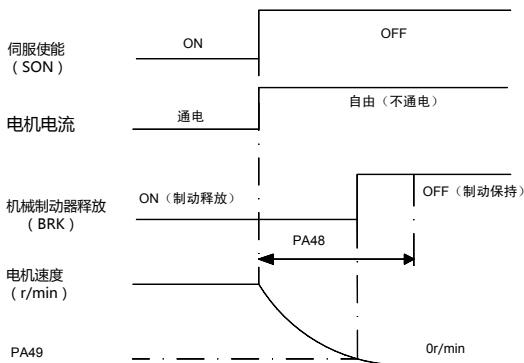 伺服使能
（SON）
ON
OFF
电机电流
通电
自由（不通电）
机械制动器释放
（BRK）
ON（制动释放）
OFF（制动保持）
PA48
电机速度
（r/min）
PA49
0r/min